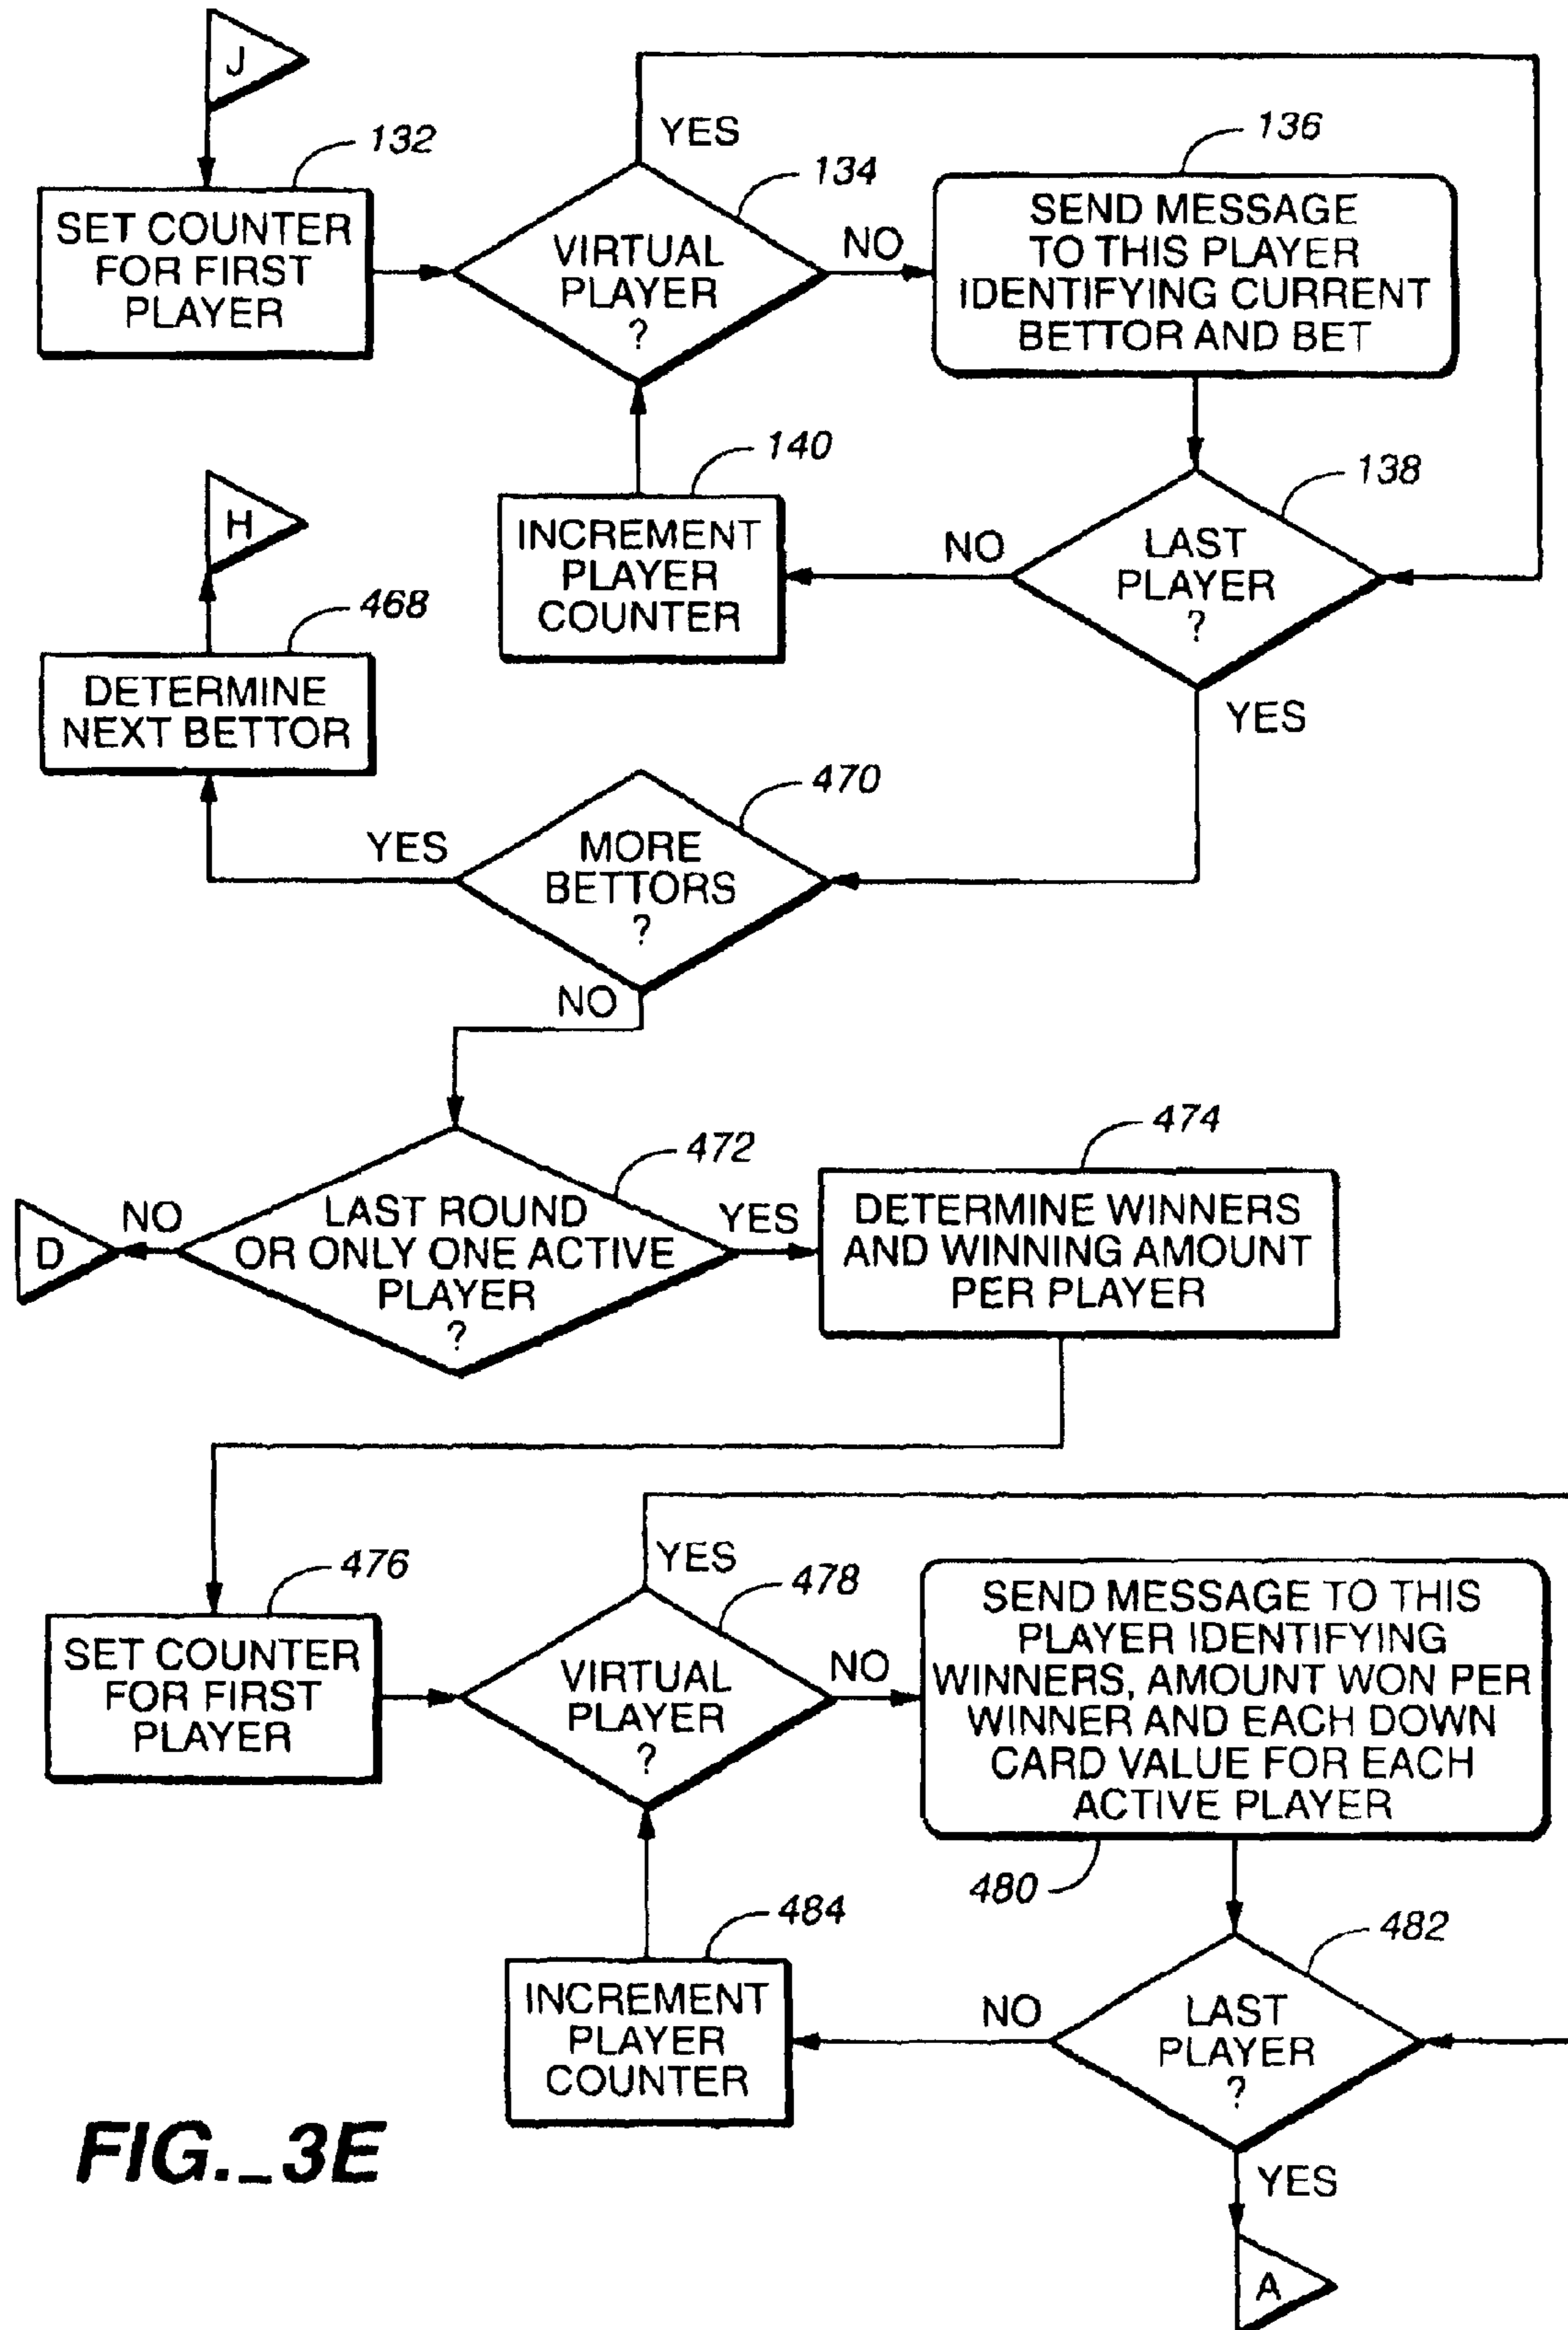 J
132
SET COUNTER
FOR FIRST
PLAYER
134
VIRTUAL
PLAYER
?
YES
NO
136
SEND MESSAGE
TO THIS PLAYER
IDENTIFYING CURRENT
BETTOR AND BET
138
LAST
PLAYER
?
NO
YES
140
INCREMENT
PLAYER
COUNTER
H
468
DETERMINE
NEXT BETTOR
470
MORE
BETTORS
?
YES
NO
472
LAST ROUND
OR ONLY ONE ACTIVE
PLAYER
?
NO
D
YES
474
DETERMINE WINNERS
AND WINNING AMOUNT
PER PLAYER
476
SET COUNTER
FOR FIRST
PLAYER
478
VIRTUAL
PLAYER
?
YES
NO
SEND MESSAGE TO THIS
PLAYER IDENTIFYING
WINNERS, AMOUNT WON PER
WINNER AND EACH DOWN
CARD VALUE FOR EACH
ACTIVE PLAYER
480
482
LAST
PLAYER
?
NO
484
INCREMENT
PLAYER
COUNTER
YES
A
FIG._3E